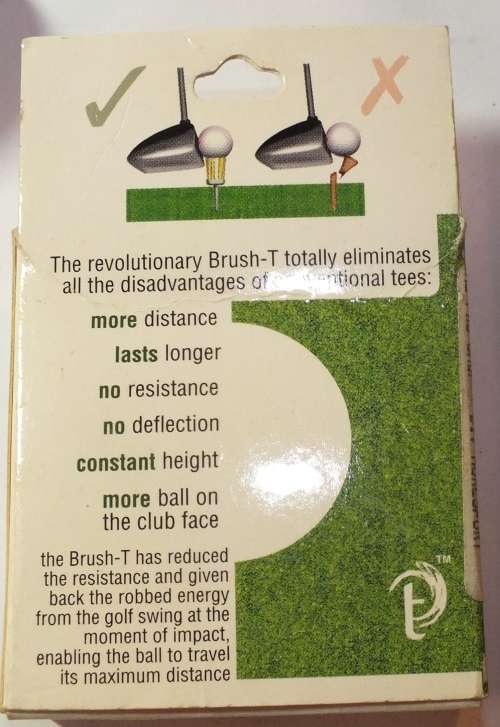 The revolutionary Brush-T totally eliminates
all the disadvantages of tees:
more distance
lasts longer
no resistance
no deflection
constant height
more ball on
the club face
the Brush-T has reduced
the resistance and given
back the robbed energy
from the golf swing at the
moment of impact,
enabling the ball to travel
its maximum distance
TM
t